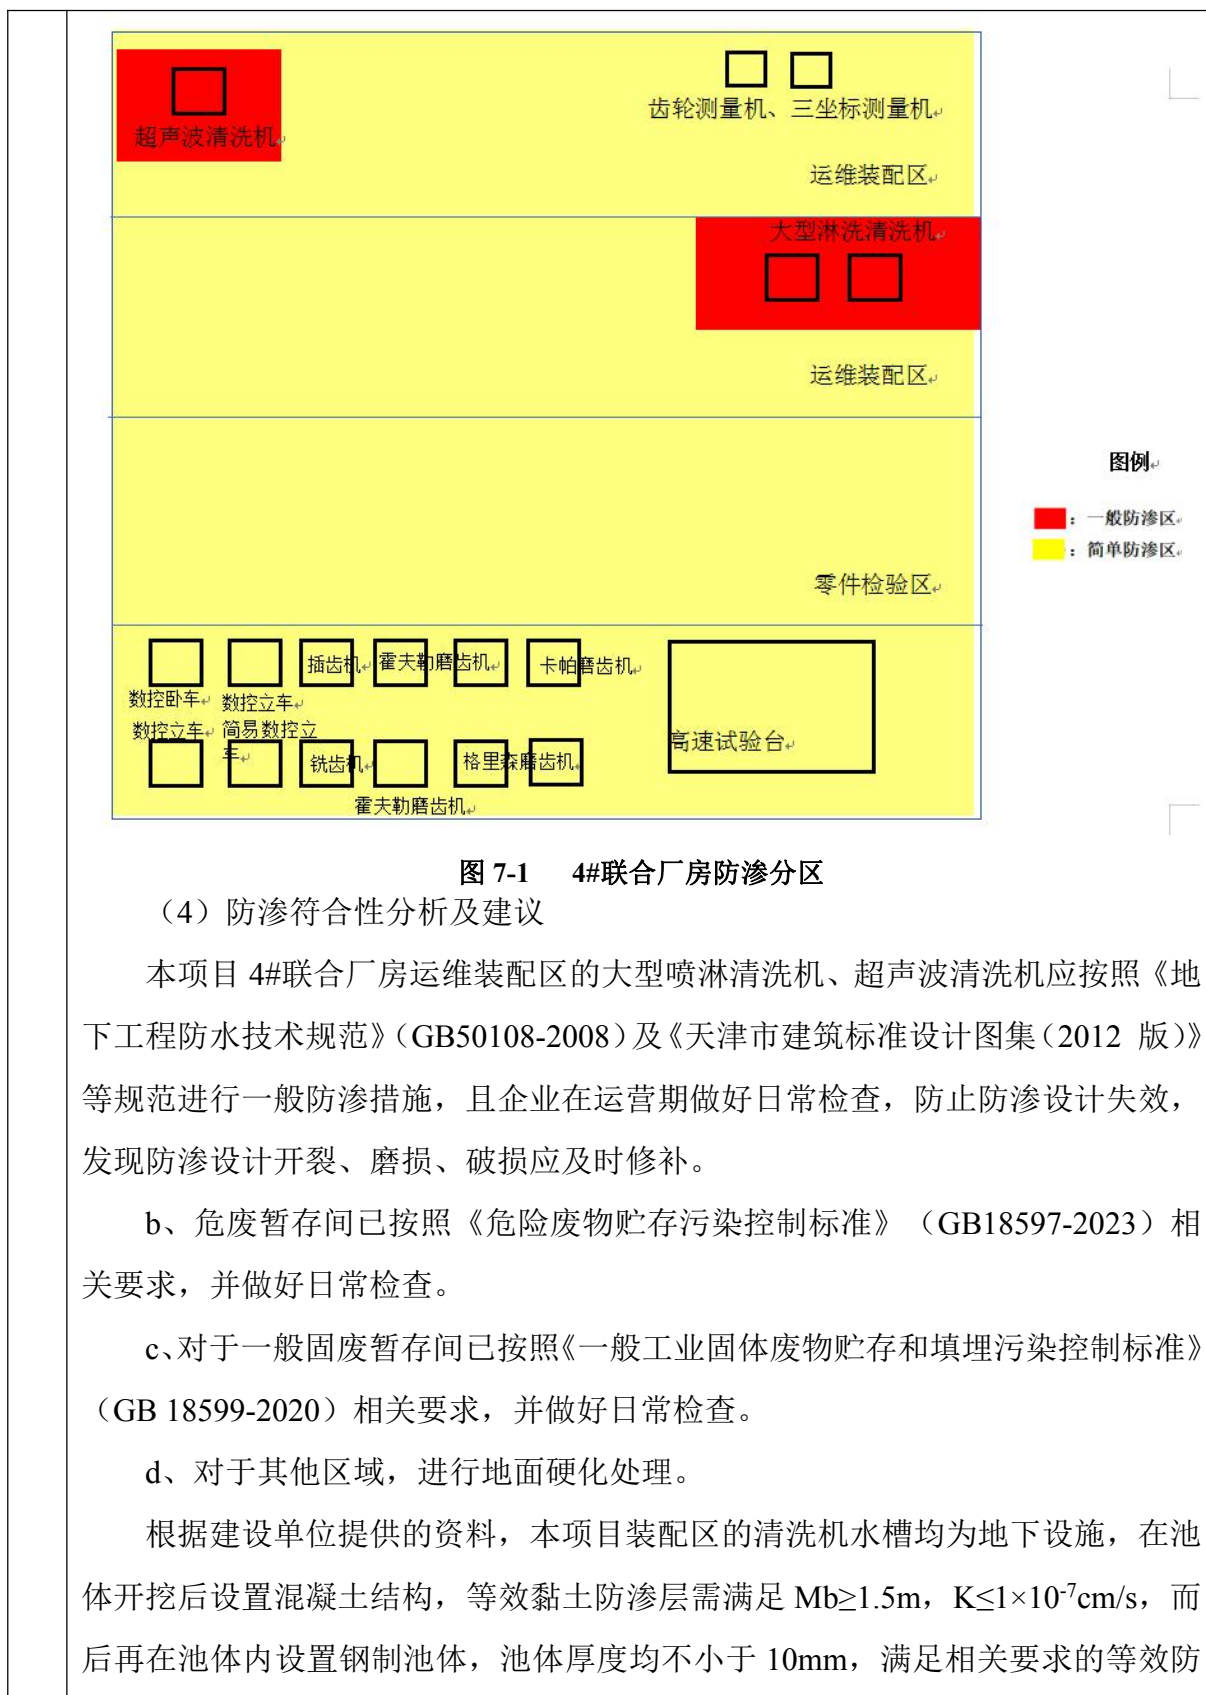 超声波清洗机
齿轮测量机、三坐标测量机
运维装配区
大型淋洗清洗机
运维装配区
图例
：一般防渗区
：简单防渗区
零件检验区
插齿机 霍夫勒磨齿机 卡帕磨齿机
数控卧车 数控立车
数控立车 简易数控立
车
高速试验台
铣齿机 格里森磨齿机
霍夫勒磨齿机
图 7-1 4#联合厂房防渗分区
（4）防渗符合性分析及建议
本项目 4#联合厂房运维装配区的大型喷淋清洗机、超声波清洗机应按照《地
下工程防水技术规范》（GB50108-2008）及《天津市建筑标准设计图集（2012 版）》
等规范进行一般防渗措施，且企业在运营期做好日常检查，防止防渗设计失效，
发现防渗设计开裂、磨损、破损应及时修补。
b、危废暂存间已按照《危险废物贮存污染控制标准》（GB18597-2023）相
关要求，并做好日常检查。
c、对于一般固废暂存间已按照《一般工业固体废物贮存和填埋污染控制标准》
（GB 18599-2020）相关要求，并做好日常检查。
d、对于其他区域，进行地面硬化处理。
根据建设单位提供的资料，本项目装配区的清洗机水槽均为地下设施，在池
体开挖后设置混凝土结构，等效黏土防渗层需满足 Mb≥1.5m，K≤1×10⁻⁷cm/s，而
后再在池体内设置钢制池体，池体厚度均不小于 10mm，满足相关要求的等效防